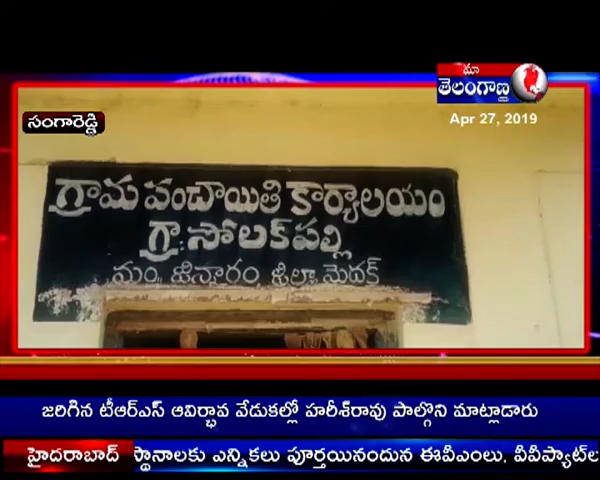 మా
తెలంగాణ
Apr 27, 2019
సంగారెడ్డి
గ్రామ పంచాయితి కార్యాలయం
గ్రా: సోలక్‌పల్లి
మం. జిన్నారం, జిల్లా మెదక్
జరిగిన టీఆర్ఎస్ ఆవిర్భావ వేడుకల్లో హరీశ్‌రావు పాల్గొని మాట్లాడారు
హైదరాబాద్ స్థానాలకు ఎన్నికలు పూర్తయినందున ఈవీఎంలు, వీవీప్యాట్‌ల